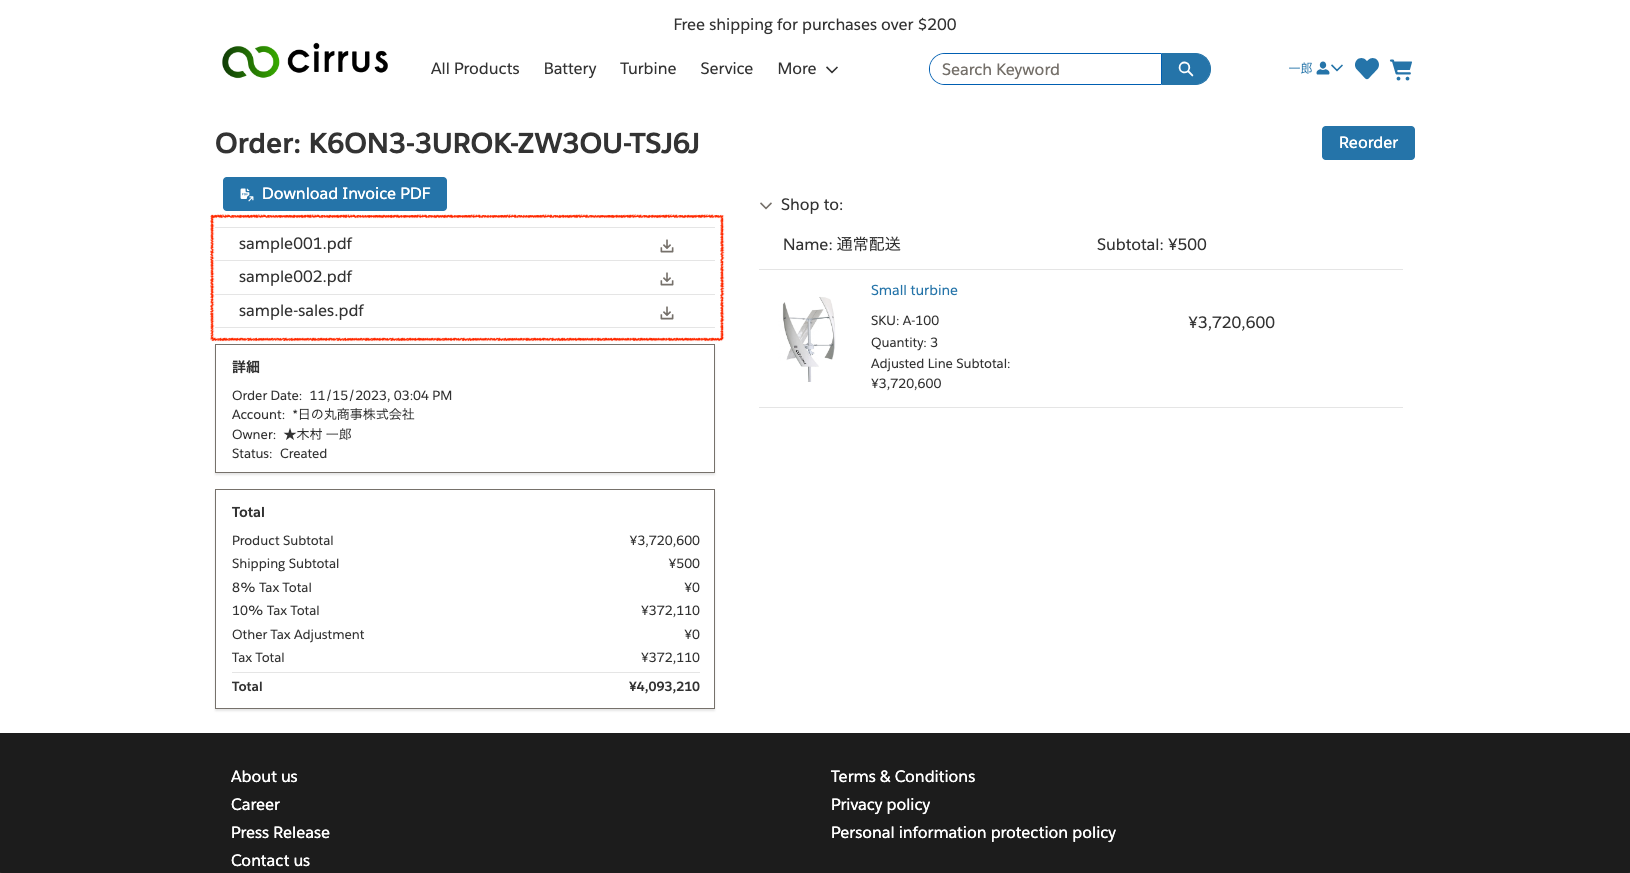 Free shipping for purchases over $200
cirrus
All Products Battery Turbine Service More
Search Keyword
一郎
Order: K6ON3-3UROK-ZW3OU-TSJ6J
Reorder
Download Invoice PDF
sample001.pdf
sample002.pdf
sample-sales.pdf
詳細
Order Date: 11/15/2023, 03:04 PM
Account: *日の丸商事株式会社
Owner: ★木村 一郎
Status: Created
Total
Product Subtotal ¥3,720,600
Shipping Subtotal ¥500
8% Tax Total ¥0
10% Tax Total ¥372,110
Other Tax Adjustment ¥0
Tax Total ¥372,110
Total ¥4,093,210
Shop to:
Name: 通常配送 Subtotal: ¥500
Small turbine
SKU: A-100
¥3,720,600
Quantity: 3
Adjusted Line Subtotal:
¥3,720,600
About us
Career
Press Release
Contact us
Terms & Conditions
Privacy policy
Personal information protection policy